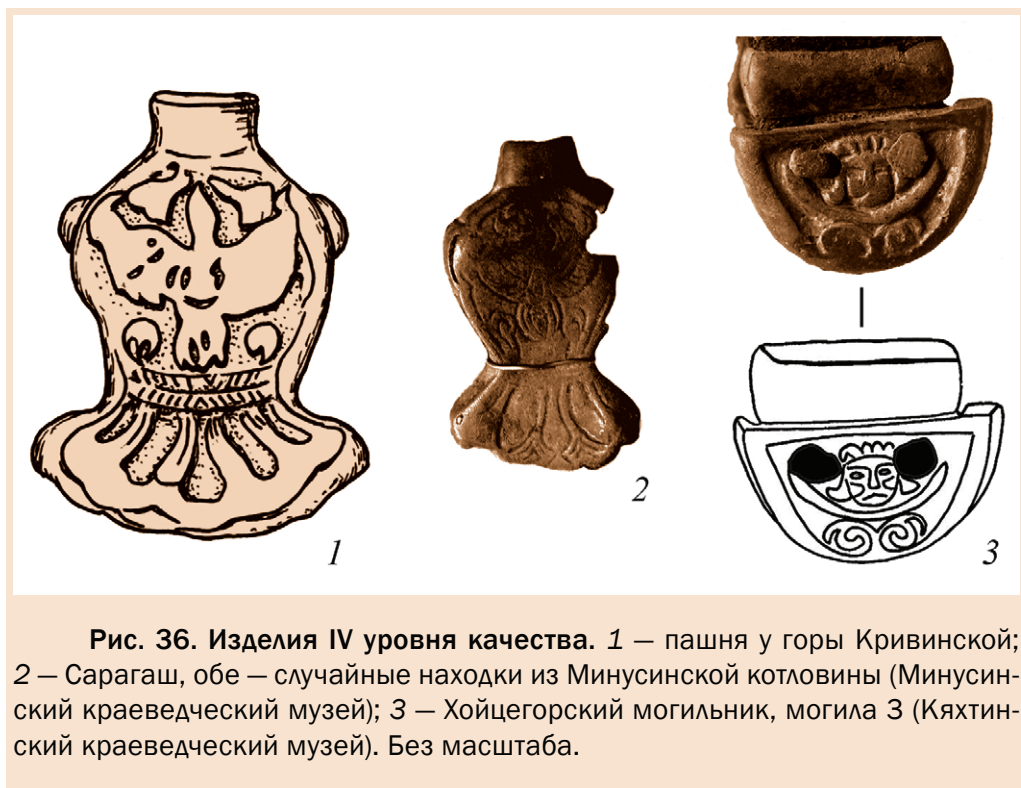 1
2
3
Рис. 36. Изделия IV уровня качества. 1 — пашня у горы Кривинской;
2 — Сарагаш, обе — случайные находки из Минусинской котловины (Минусин-
ский краеведческий музей); 3 — Хойцегорский могильник, могила 3 (Кяхтин-
ский краеведческий музей). Без масштаба.